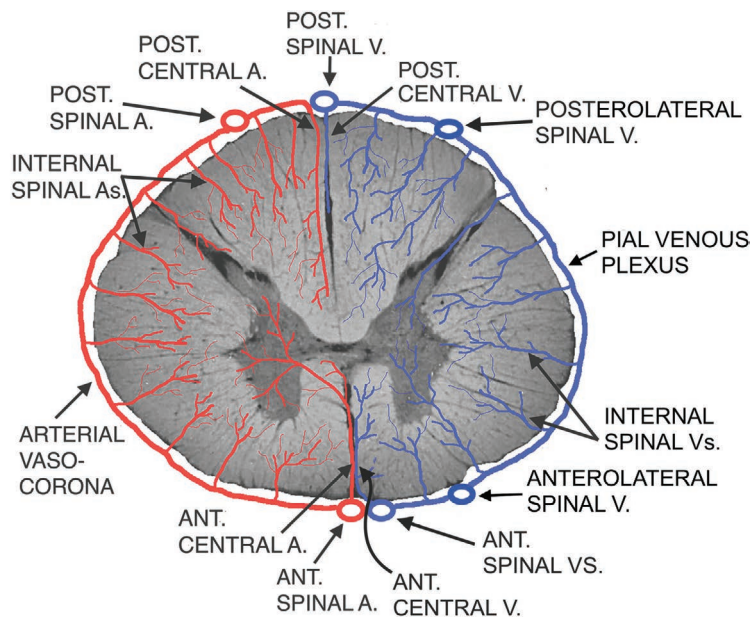 POST.
SPINAL V.
POST.
CENTRAL A.
POST.
CENTRAL V.
POST.
SPINAL A.
POSTEROLATERAL
SPINAL V.
INTERNAL
SPINAL As.
PIAL VENOUS
PLEXUS
ARTERIAL
VASO-
CORONA
INTERNAL
SPINAL Vs.
ANTEROLATERAL
SPINAL V.
ANT.
CENTRAL A.
ANT.
SPINAL VS.
ANT.
SPINAL A.
ANT.
CENTRAL V.